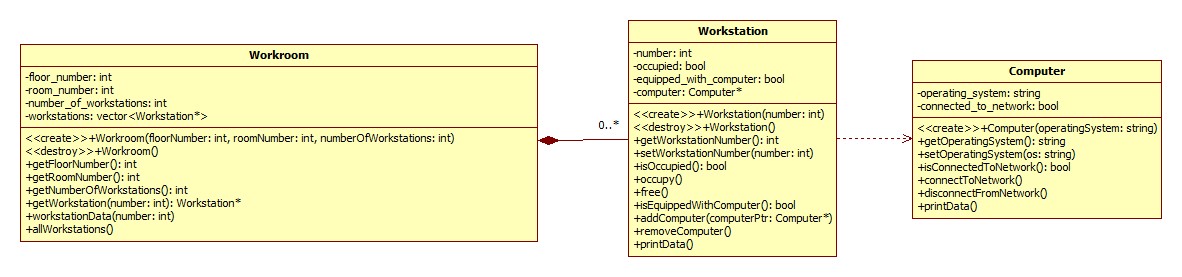 Workroom
-floor_number: int
-room_number: int
-number_of_workstations: int
-workstations: vector<Workstation*>
<<create>>+Workroom(floorNumber: int, roomNumber: int, numberOfWorkstations: int)
<<destroy>>+Workroom()
+getFloorNumber(): int
+getRoomNumber(): int
+getNumberOfWorkstations(): int
+getWorkstation(number: int): Workstation*
+workstationData(number: int)
+allWorkstations()
0..*
Workstation
-number: int
-occupied: bool
-equipped_with_computer: bool
-computer: Computer*
<<create>>+Workstation(number: int)
<<destroy>>+Workstation()
+getWorkstationNumber(): int
+setWorkstationNumber(number: int)
+isOccupied(): bool
+occupy()
+free()
+isEquippedWithComputer(): bool
+addComputer(computerPtr: Computer*)
+removeComputer()
+printData()
Computer
-operating_system: string
-connected_to_network: bool
<<create>>+Computer(operatingSystem: string)
+getOperatingSystem(): string
+setOperatingSystem(os: string)
+isConnectedToNetwork(): bool
+connectToNetwork()
+disconnectFromNetwork()
+printData()